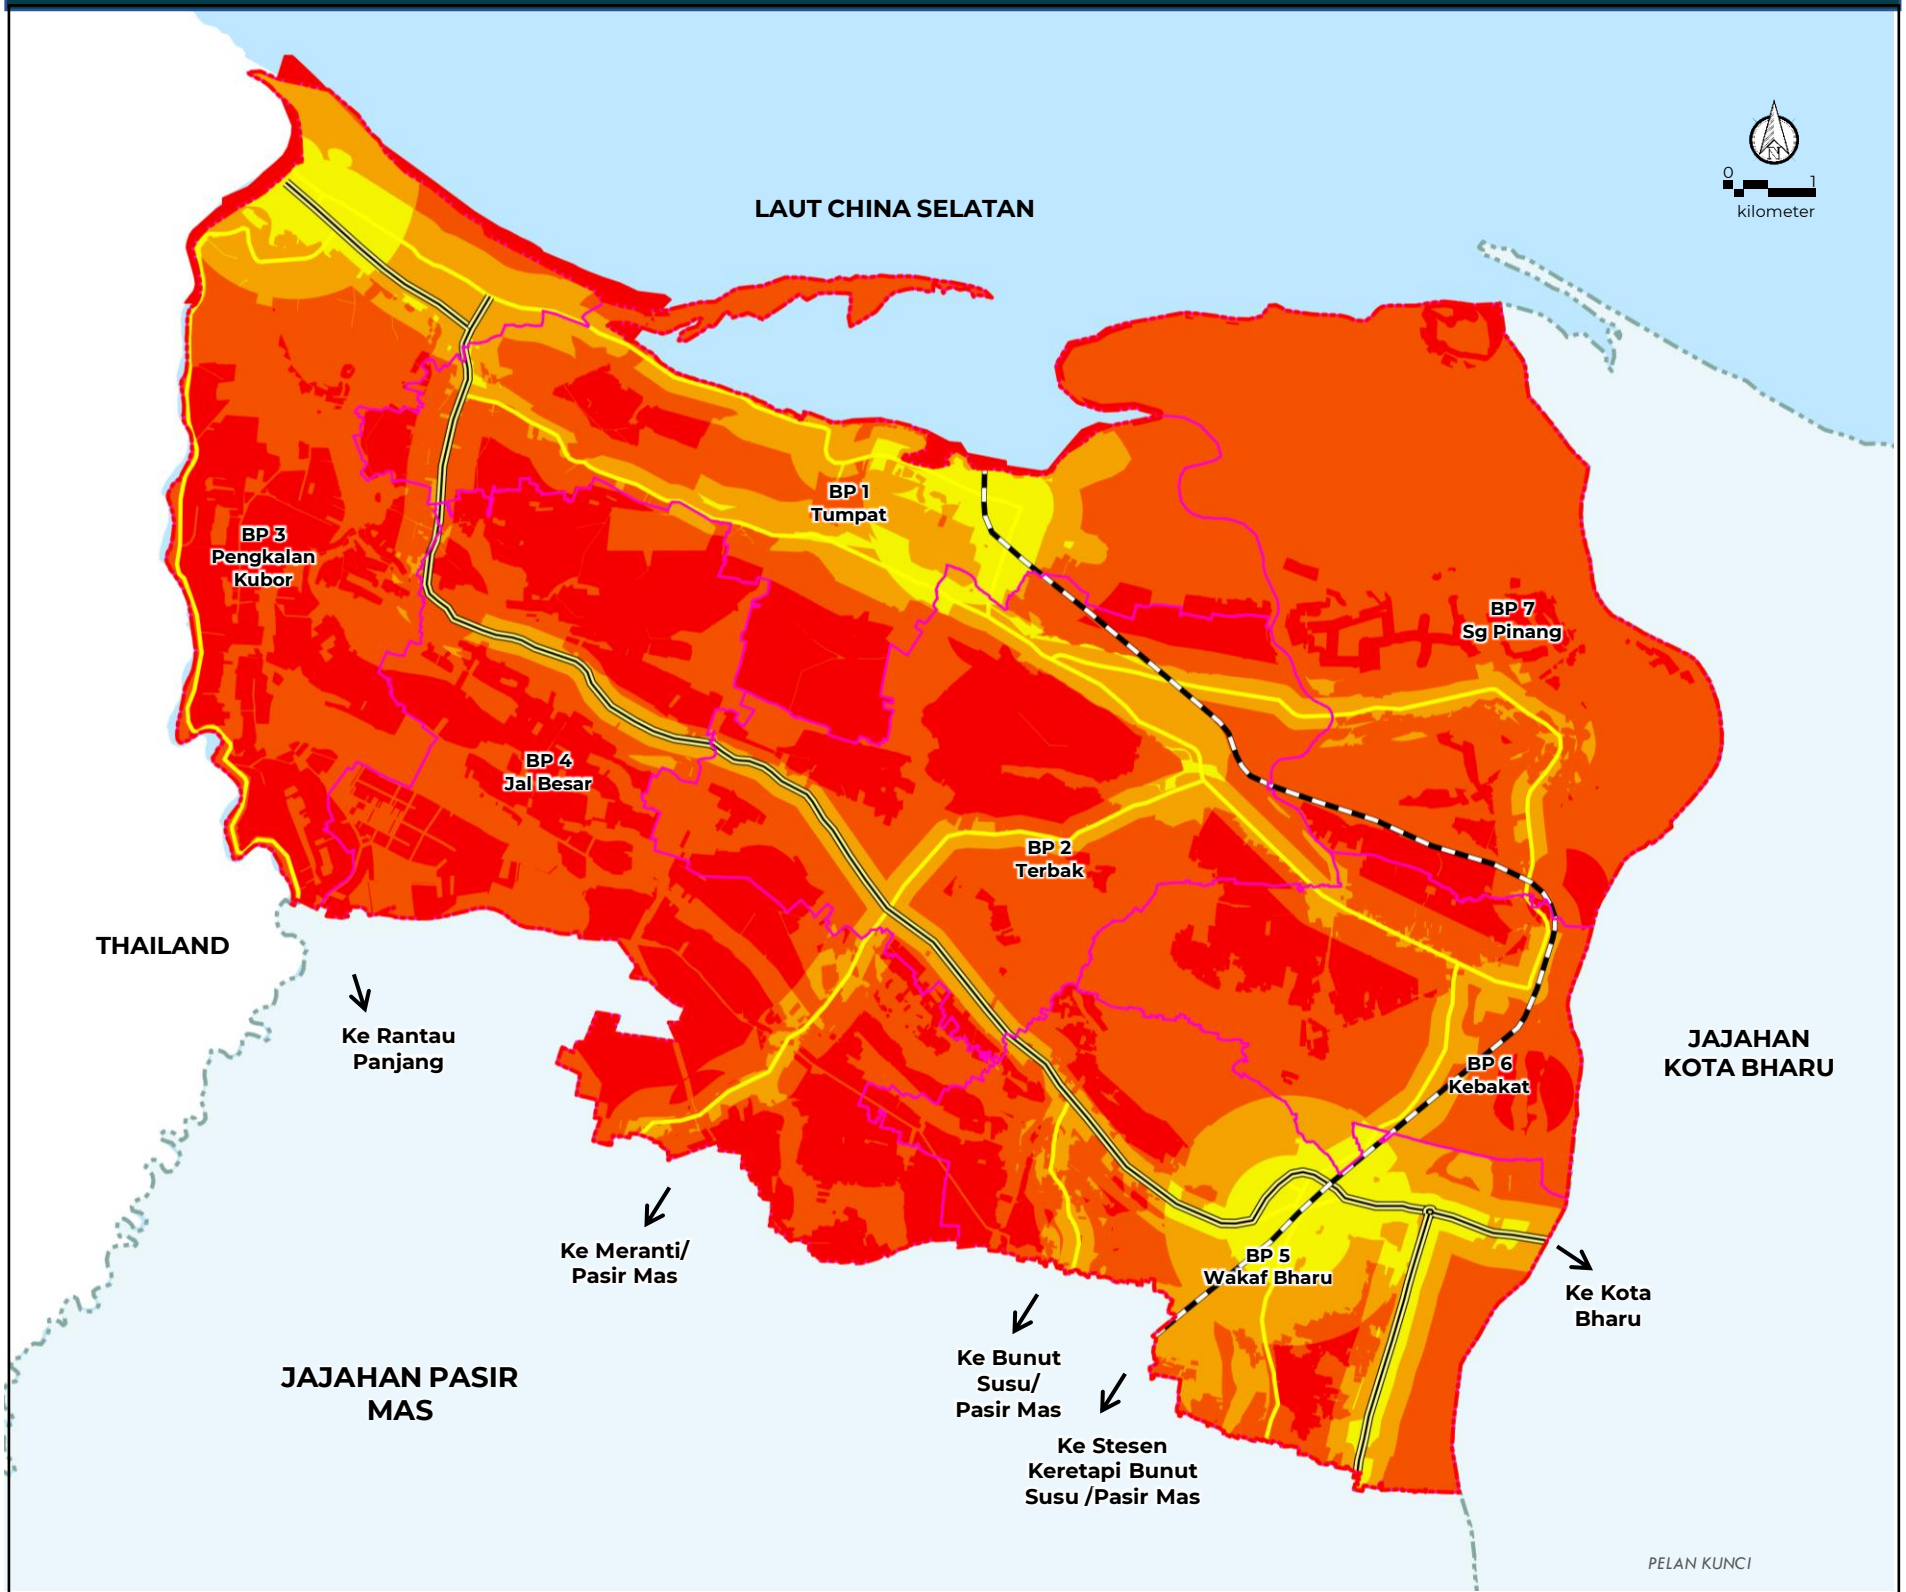 N
0 1
kilometer
LAUT CHINA SELATAN
BP 1
Tumpat
BP 3
Pengkalan
Kubor
BP 7
Sg Pinang
BP 4
Jal Besar
BP 2
Terbak
THAILAND
Ke Rantau
Panjang
JAJAHAN
KOTA BHARU
BP 6
Kebakat
Ke Meranti/
Pasir Mas
BP 5
Wakaf Bharu
Ke Kota
Bharu
Ke Bunut
Susu/
Pasir Mas
JAJAHAN PASIR
MAS
Ke Stesen
Keretapi Bunut
Susu /Pasir Mas
PELAN KUNCI